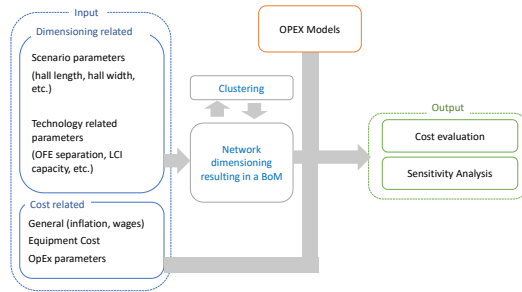 Input
Dimensioning related
Scenario parameters
(hall length, hall width,
etc.)
Technology related
parameters
(OFE separation, LCI
capacity, etc.)
Cost related
General (inflation, wages)
Equipment Cost
OpEx parameters
OPEX Models
Clustering
Network
dimensioning
resulting in a BoM
Output
Cost evaluation
Sensitivity Analysis